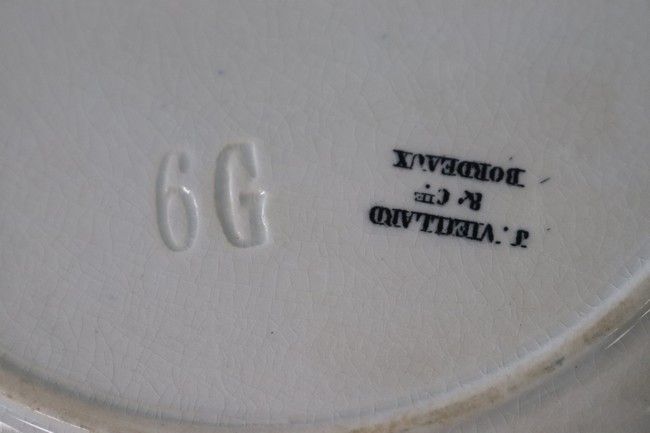 6G
J. VIEILLARD
& CIE
BORDEAUX